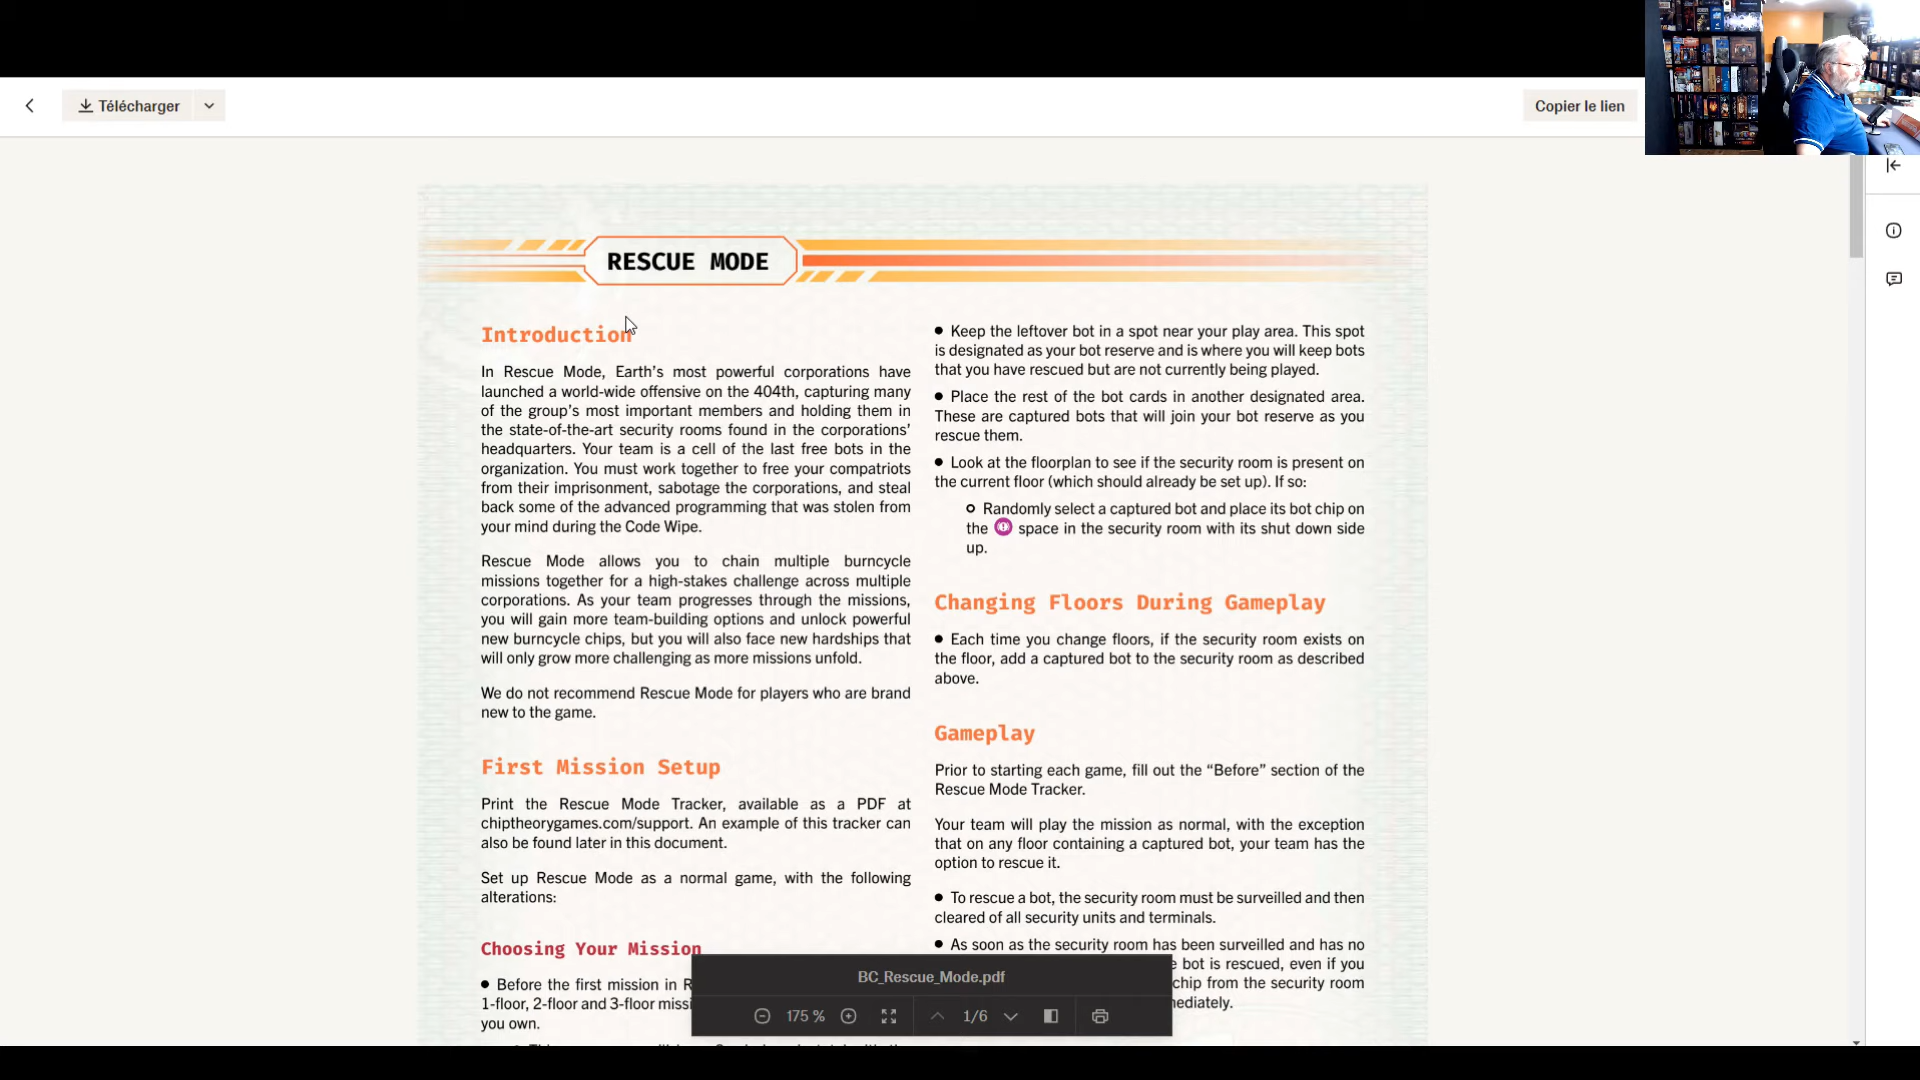 Télécharger
Copier le lien
RESCUE MODE
Introduction
In Rescue Mode, Earth's most powerful corporations have
launched a world-wide offensive on the 404th, capturing many
of the group's most important members and holding them in
the state-of-the-art security rooms found in the corporations'
headquarters. Your team is a cell of the last free bots in the
organization. You must work together to free your compatriots
from their imprisonment, sabotage the corporations, and steal
back some of the advanced programming that was stolen from
your mind during the Code Wipe.
Rescue Mode allows you to chain multiple burncycle
missions together for a high-stakes challenge across multiple
corporations. As your team progresses through the missions,
you will gain more team-building options and unlock powerful
new burncycle chips, but you will also face new hardships that
will only grow more challenging as more missions unfold.
We do not recommend Rescue Mode for players who are brand
new to the game.
First Mission Setup
Print the Rescue Mode Tracker, available as a PDF at
chiptheorygames.com/support. An example of this tracker can
also be found later in this document.
Set up Rescue Mode as a normal game, with the following
alterations:
Choosing Your Mission
• Before the first mission in R
1-floor, 2-floor and 3-floor missi
you own.
• Keep the leftover bot in a spot near your play area. This spot
is designated as your bot reserve and is where you will keep bots
that you have rescued but are not currently being played.
• Place the rest of the bot cards in another designated area.
These are captured bots that will join your bot reserve as you
rescue them.
• Look at the floorplan to see if the security room is present on
the current floor (which should already be set up). If so:
Randomly select a captured bot and place its bot chip on
the space in the security room with its shut down side
up.
Changing Floors During Gameplay
• Each time you change floors, if the security room exists on
the floor, add a captured bot to the security room as described
above.
Gameplay
Prior to starting each game, fill out the “Before” section of the
Rescue Mode Tracker.
Your team will play the mission as normal, with the exception
that on any floor containing a captured bot, your team has the
option to rescue it.
• To rescue a bot, the security room must be surveilled and then
cleared of all security units and terminals.
• As soon as the security room has been surveilled and has no
bot is rescued, even if you
chip from the security room
ediately.
BC_Rescue_Mode.pdf
175 %
1/6